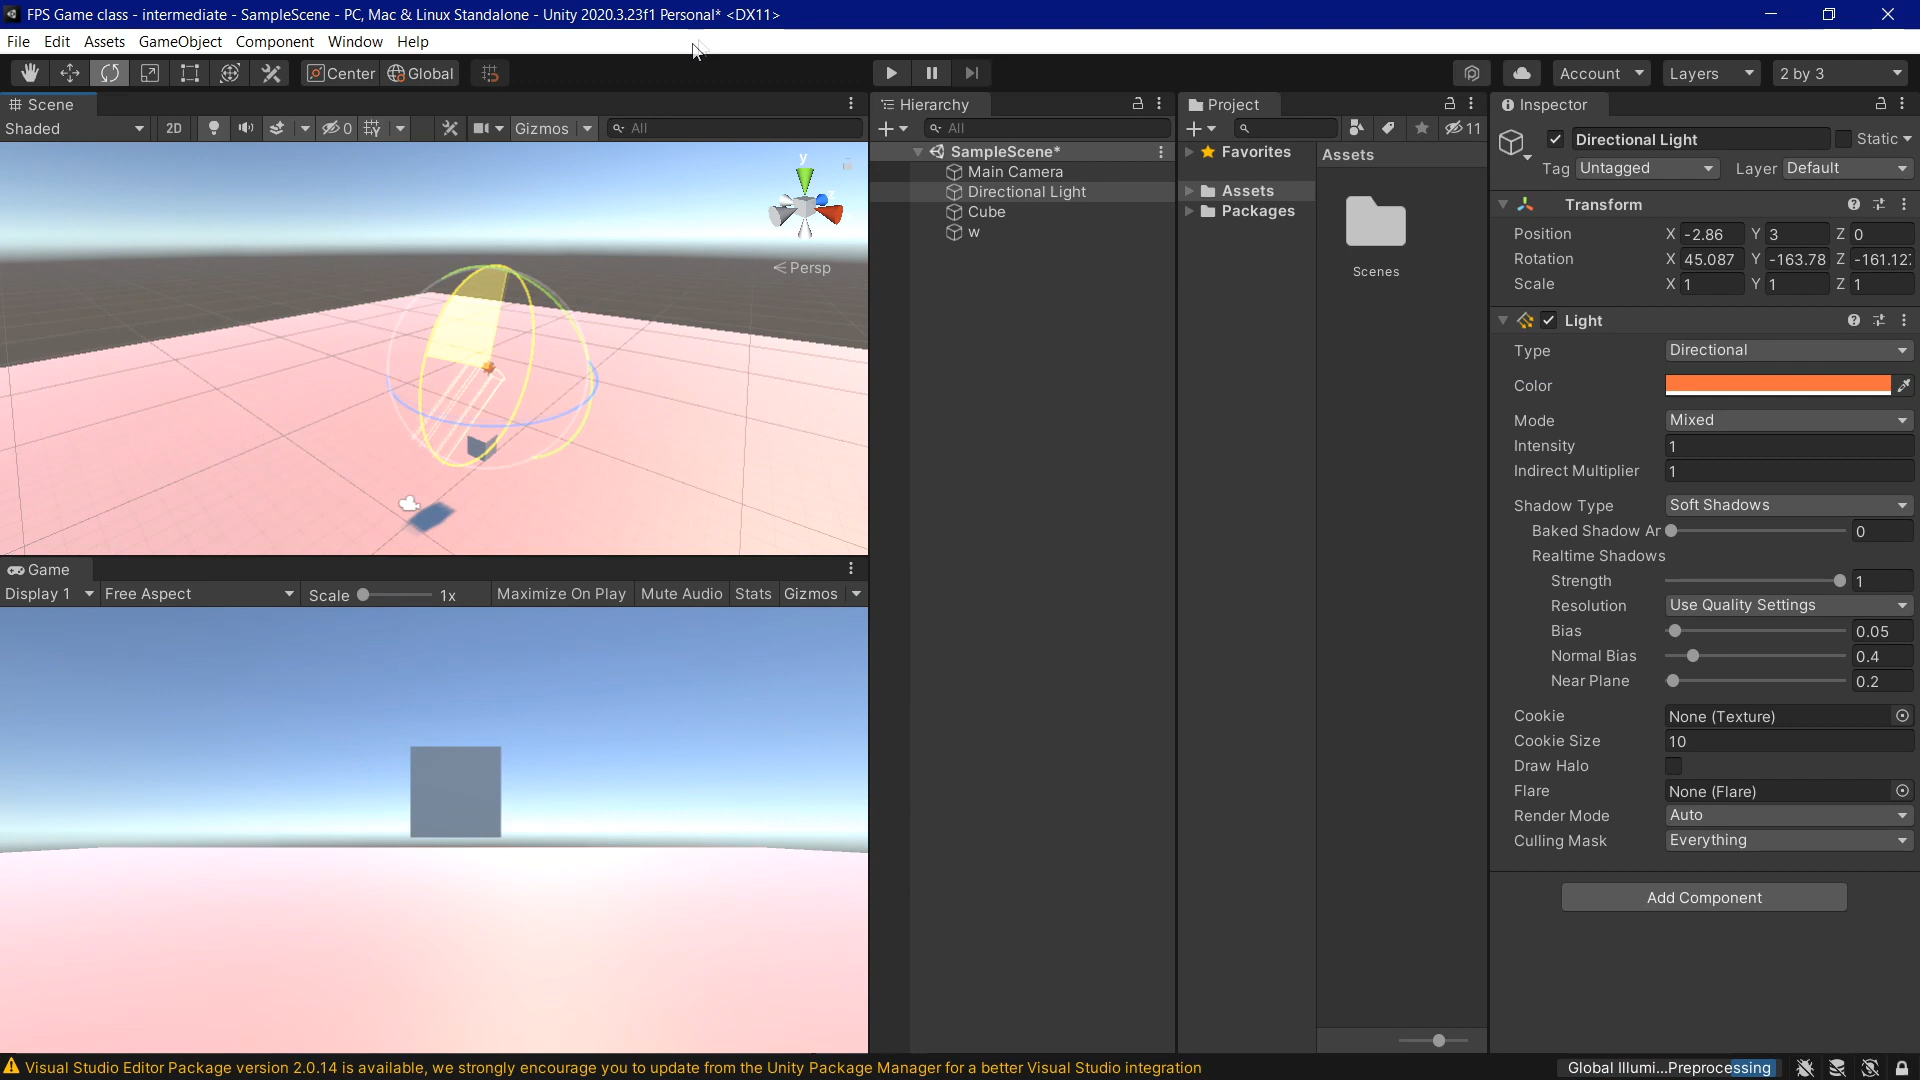 FPS Game class - intermediate - SampleScene - PC, Mac & Linux Standalone - Unity 2020.3.23f1 Personal* <DX11>
File Edit Assets GameObject Component Window Help
Center Global Account Layers 2 by 3
Scene
Shaded 2D 0 Gizmos All
y
Persp
Game
Display 1 Free Aspect Scale 1x Maximize On Play Mute Audio Stats Gizmos
Hierarchy
All
SampleScene*
Main Camera
Directional Light
Cube
w
Project
11
Favorites
Assets
Packages
Assets
Scenes
Inspector
Directional Light Static
Tag Untagged Layer Default
Transform
Position X -2.86 Y 3 Z 0
Rotation X 45.087 Y -163.78 Z -161.127
Scale X 1 Y 1 Z 1
Light
Type Directional
Color
Mode Mixed
Intensity 1
Indirect Multiplier 1
Shadow Type Soft Shadows
Baked Shadow Ar 0
Realtime Shadows
Strength 1
Resolution Use Quality Settings
Bias 0.05
Normal Bias 0.4
Near Plane 0.2
Cookie None (Texture)
Cookie Size 10
Draw Halo
Flare None (Flare)
Render Mode Auto
Culling Mask Everything
Add Component
Visual Studio Editor Package version 2.0.14 is available, we strongly encourage you to update from the Unity Package Manager for a better Visual Studio integration
Global Illumi...Preprocessing